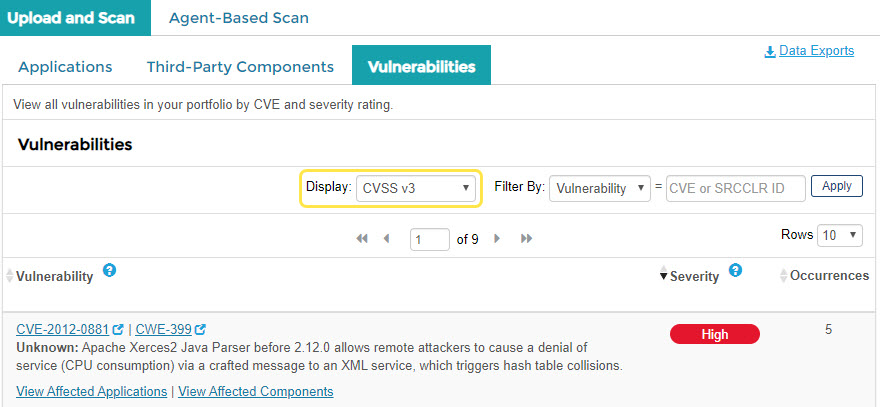 Upload and Scan Agent-Based Scan
Data Exports
Applications Third-Party Components Vulnerabilities
View all vulnerabilities in your portfolio by CVE and severity rating.
Vulnerabilities
Display: CVSS v3 Filter By: Vulnerability = CVE or SRCCLR ID Apply
1 of 9
Rows 10
Vulnerability ? Severity ? Occurrences
CVE-2012-0881 | CWE-399 High 5
Unknown: Apache Xerces2 Java Parser before 2.12.0 allows remote attackers to cause a denial of
service (CPU consumption) via a crafted message to an XML service, which triggers hash table collisions.
View Affected Applications | View Affected Components